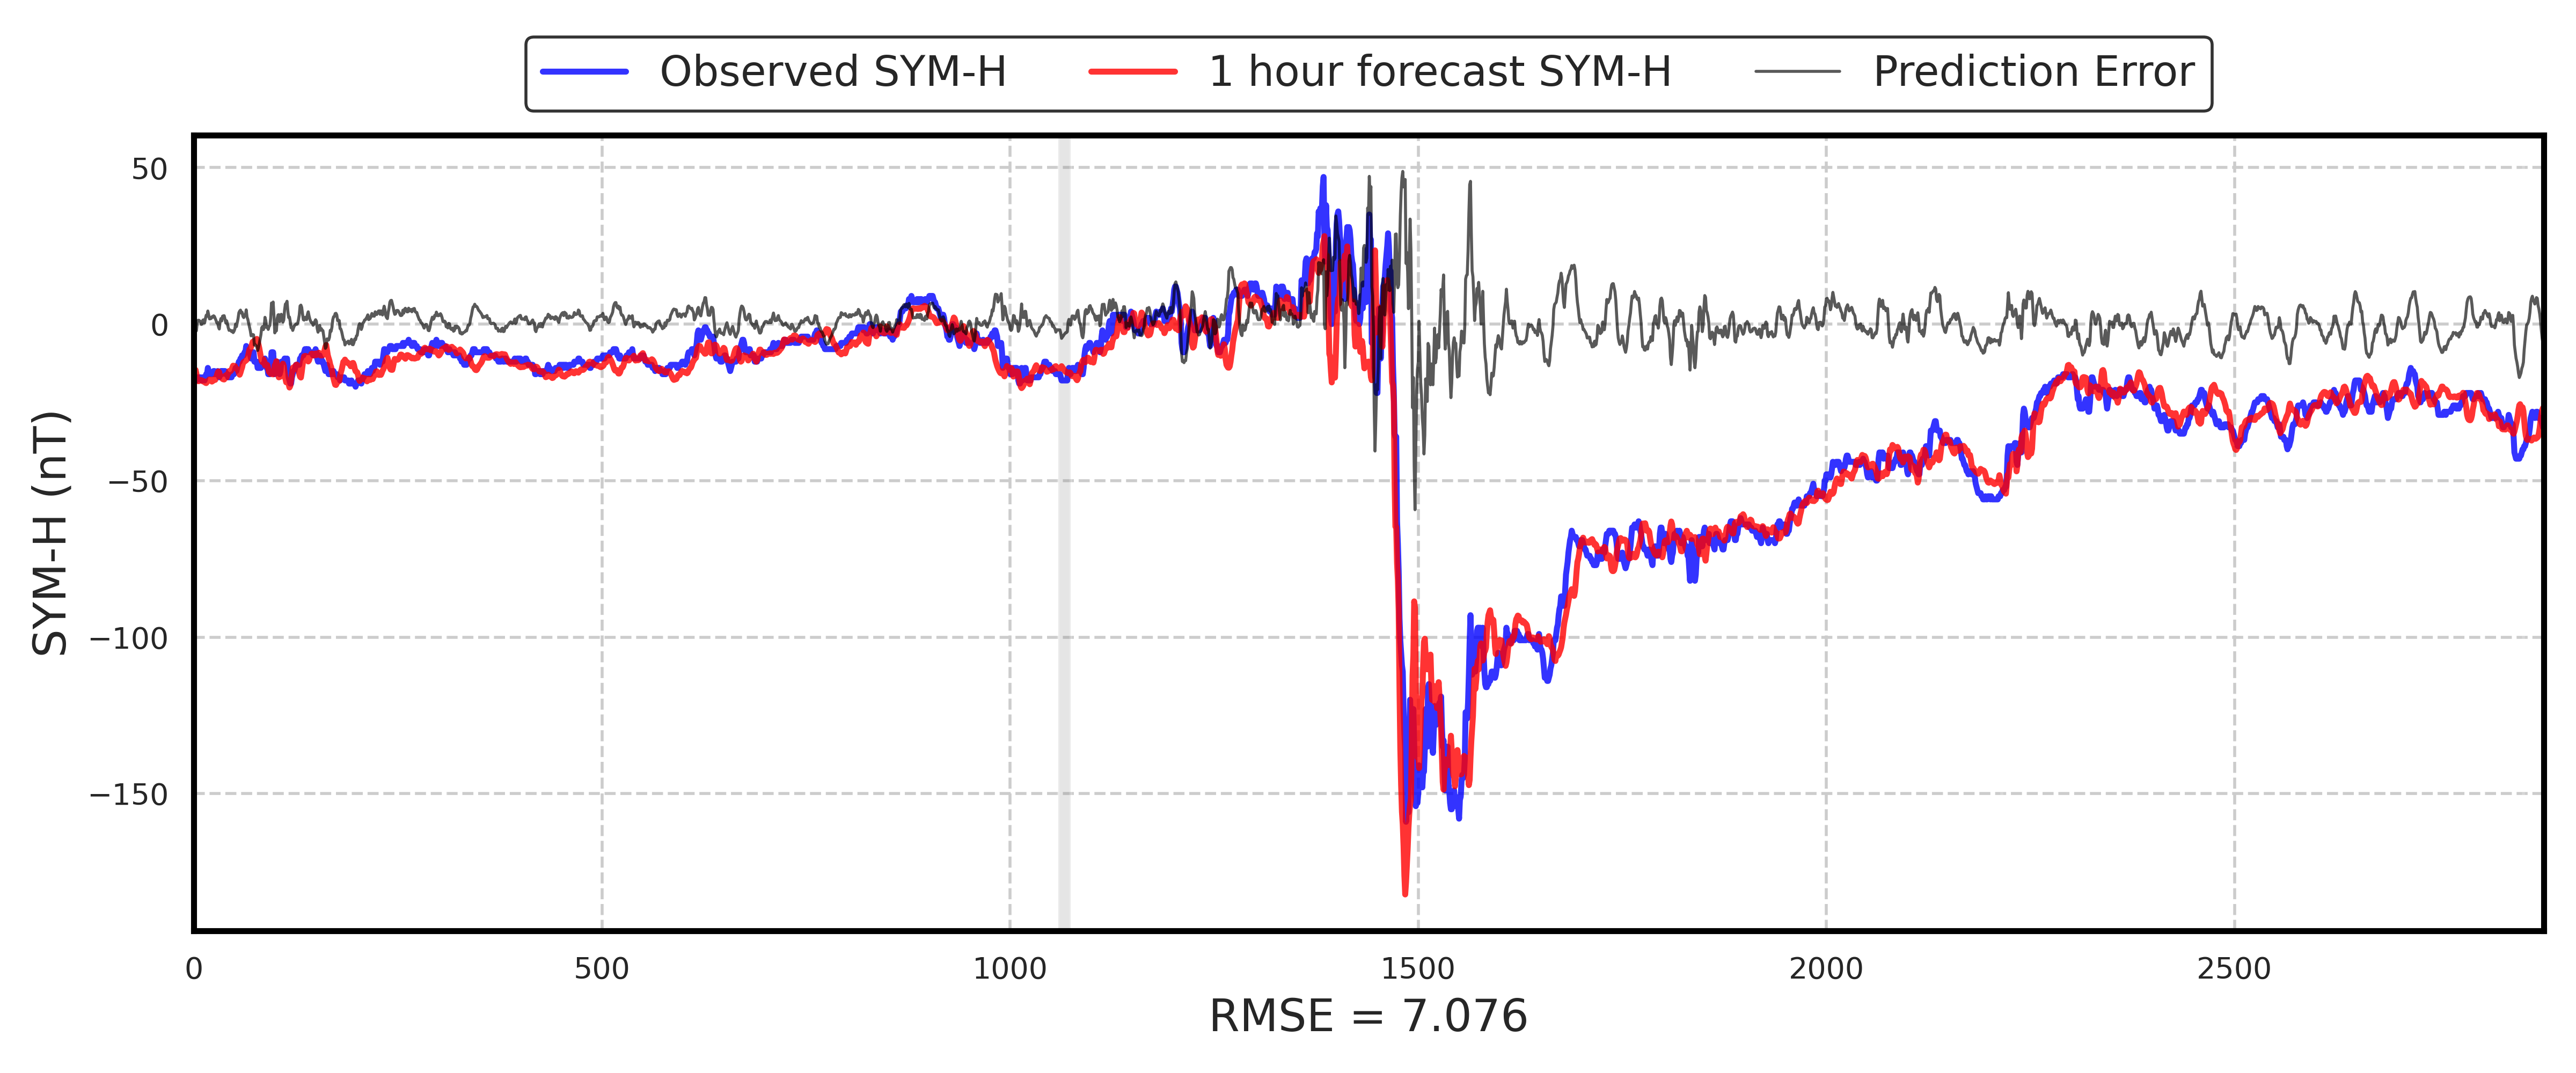 Observed SYM-H 1 hour forecast SYM-H Prediction Error
SYM-H (nT)
50
0
−50
−100
−150
0 500 1000 1500 2000 2500
RMSE = 7.076